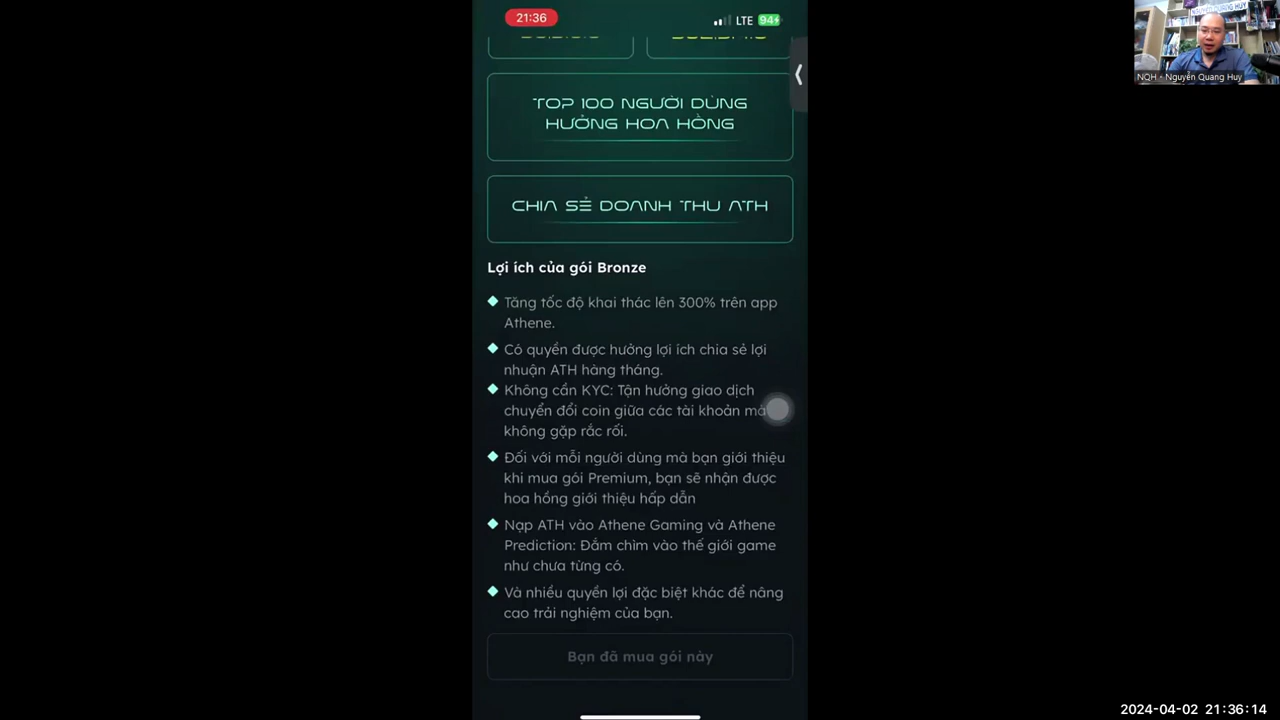 21:36
LTE 94
NGUYỄN QUANG HUY
NQH - Nguyễn Quang Huy
TOP 100 NGƯỜI DÙNG
HƯỞNG HOA HỒNG
CHIA SẺ DOANH THU ATH
Lợi ích của gói Bronze
Tăng tốc độ khai thác lên 300% trên app
Athene.
Có quyền được hưởng lợi ích chia sẻ lợi
nhuận ATH hàng tháng.
Không cần KYC: Tận hưởng giao dịch
chuyển đổi coin giữa các tài khoản mà
không gặp rắc rối.
Đối với mỗi người dùng mà bạn giới thiệu
khi mua gói Premium, bạn sẽ nhận được
hoa hồng giới thiệu hấp dẫn
Nạp ATH vào Athene Gaming và Athene
Prediction: Đắm chìm vào thế giới game
như chưa từng có.
Và nhiều quyền lợi đặc biệt khác để nâng
cao trải nghiệm của bạn.
Bạn đã mua gói này
2024-04-02 21:36:14